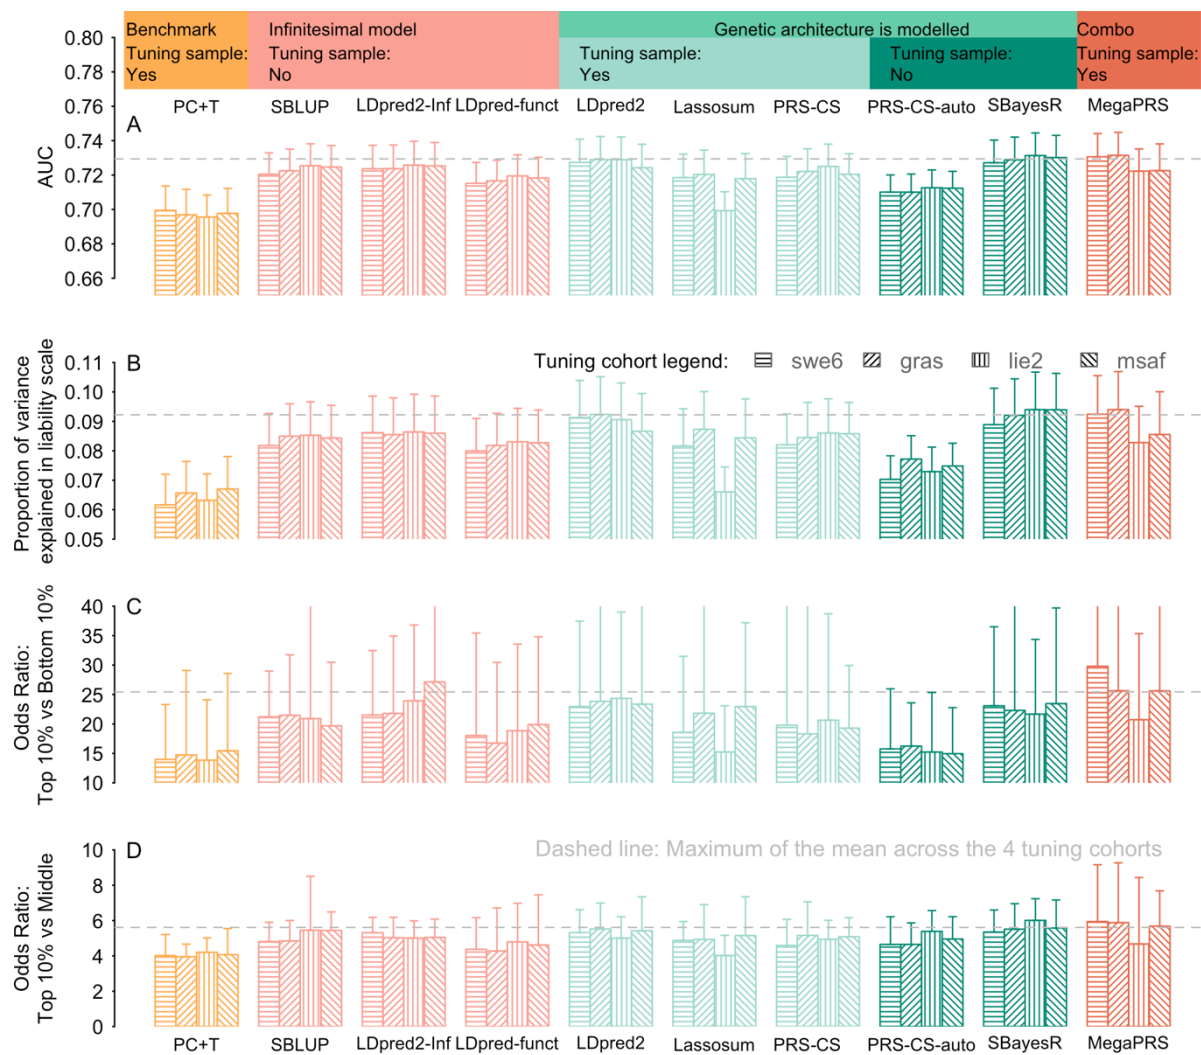 Benchmark Infinitesimal model Genetic architecture is modelled Combo
Tuning sample: Tuning sample: Tuning sample: Tuning sample: Tuning sample:
Yes No Yes No Yes
PC+T SBLUP LDpred2-Inf LDpred-funct LDpred2 Lassosum PRS-CS PRS-CS-auto SBayesR MegaPRS
A
AUC
0.80
0.78
0.76
0.74
0.72
0.70
0.68
0.66
B
Tuning cohort legend: swe6 gras lie2 msaf
Proportion of variance
explained in liability scale
0.11
0.10
0.09
0.08
0.07
0.06
0.05
C
Odds Ratio:
Top 10% vs Bottom 10%
40
35
30
25
20
15
10
D
Dashed line: Maximum of the mean across the 4 tuning cohorts
Odds Ratio:
Top 10% vs Middle
10
8
6
4
2
0
PC+T SBLUP LDpred2-Inf LDpred-funct LDpred2 Lassosum PRS-CS PRS-CS-auto SBayesR MegaPRS